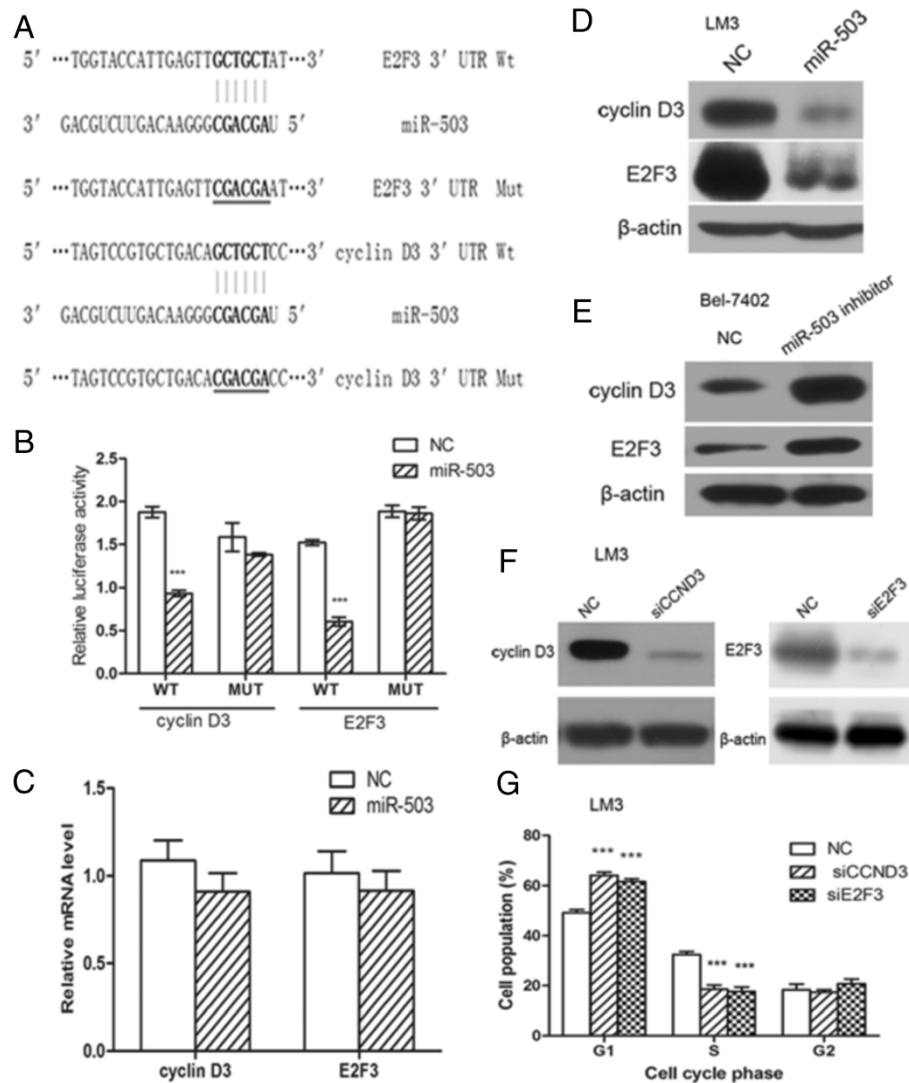 A
5′ ···TGGTACCATTGAGTTGCTGCTAT···3′ E2F3 3′ UTR Wt
3′ GACGUCUUGACAAGGGCGACGAU 5′ miR-503
5′ ···TGGTACCATTGAGTTCGACGAAT···3′ E2F3 3′ UTR Mut
5′ ···TAGTCCGTGCTGACAGCTGCTCC···3′ cyclin D3 3′ UTR Wt
3′ GACGUCUUGACAAGGGCGACGAU 5′ miR-503
5′ ···TAGTCCGTGCTGACACGACGACC···3′ cyclin D3 3′ UTR Mut
B
NC
miR-503
Relative luciferase activity
2.5
2.0
1.5
1.0
0.5
0.0
***
***
WT MUT WT MUT
cyclin D3 E2F3
C
NC
miR-503
Relative mRNA level
1.5
1.0
0.5
0.0
cyclin D3 E2F3
D
LM3
NC miR-503
cyclin D3
E2F3
β-actin
E
Bel-7402
NC miR-503 inhibitor
cyclin D3
E2F3
β-actin
F
LM3
NC siCCND3
cyclin D3
β-actin
NC siE2F3
E2F3
β-actin
G
LM3
NC
siCCND3
siE2F3
Cell population (%)
80
60
40
20
0
*** ***
*** ***
G1 S G2
Cell cycle phase